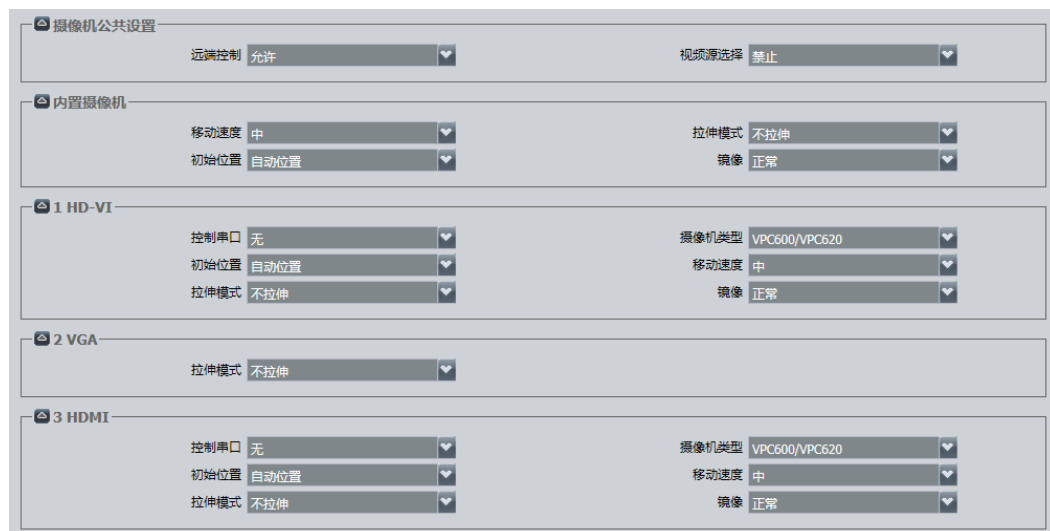 摄像机公共设置
远端控制 允许 视频源选择 禁止
内置摄像机
移动速度 中 拉伸模式 不拉伸
初始位置 自动位置 镜像 正常
1 HD-VI
控制串口 无 摄像机类型 VPC600/VPC620
初始位置 自动位置 移动速度 中
拉伸模式 不拉伸 镜像 正常
2 VGA
拉伸模式 不拉伸
3 HDMI
控制串口 无 摄像机类型 VPC600/VPC620
初始位置 自动位置 移动速度 中
拉伸模式 不拉伸 镜像 正常